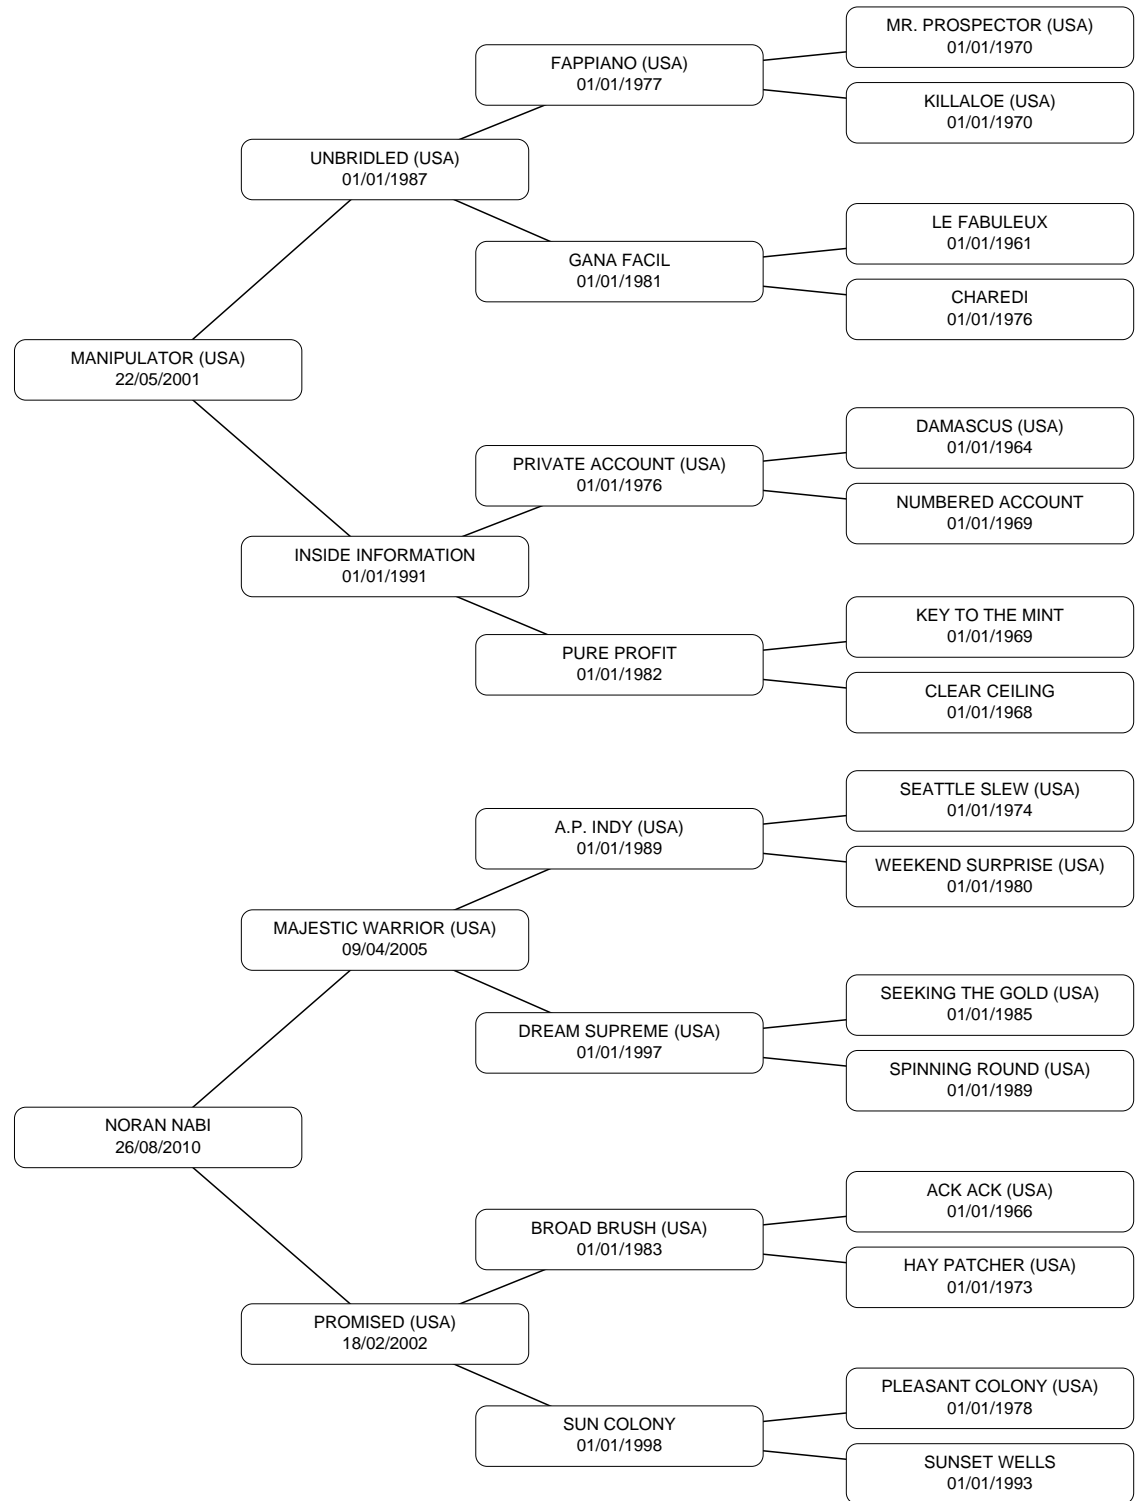 MR. PROSPECTOR (USA)
01/01/1970
FAPPIANO (USA)
01/01/1977
KILLALOE (USA)
01/01/1970
UNBRIDLED (USA)
01/01/1987
LE FABULEUX
01/01/1961
GANA FACIL
01/01/1981
CHAREDI
01/01/1976
MANIPULATOR (USA)
22/05/2001
DAMASCUS (USA)
01/01/1964
PRIVATE ACCOUNT (USA)
01/01/1976
NUMBERED ACCOUNT
01/01/1969
INSIDE INFORMATION
01/01/1991
KEY TO THE MINT
01/01/1969
PURE PROFIT
01/01/1982
CLEAR CEILING
01/01/1968
SEATTLE SLEW (USA)
01/01/1974
A.P. INDY (USA)
01/01/1989
WEEKEND SURPRISE (USA)
01/01/1980
MAJESTIC WARRIOR (USA)
09/04/2005
SEEKING THE GOLD (USA)
01/01/1985
DREAM SUPREME (USA)
01/01/1997
SPINNING ROUND (USA)
01/01/1989
NORAN NABI
26/08/2010
ACK ACK (USA)
01/01/1966
BROAD BRUSH (USA)
01/01/1983
HAY PATCHER (USA)
01/01/1973
PROMISED (USA)
18/02/2002
PLEASANT COLONY (USA)
01/01/1978
SUN COLONY
01/01/1998
SUNSET WELLS
01/01/1993